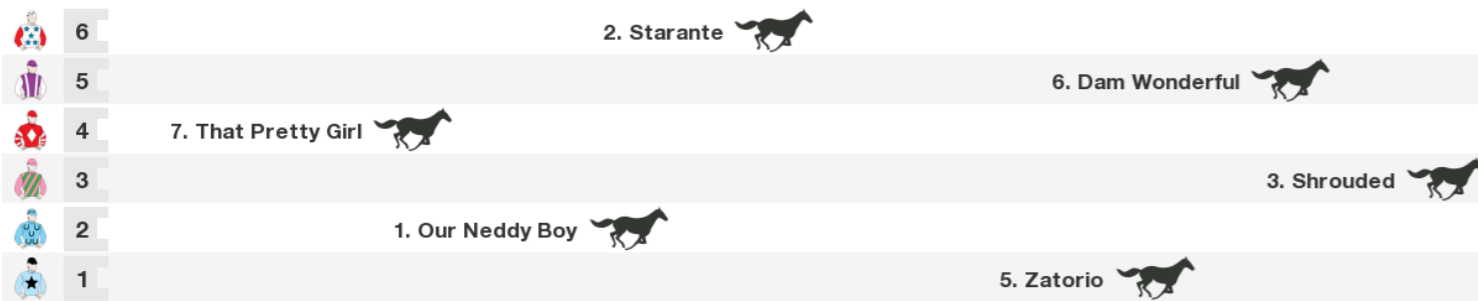 6 2. Starante
5 6. Dam Wonderful
4 7. That Pretty Girl
3 3. Shrouded
2 1. Our Neddy Boy
1 5. Zatorio